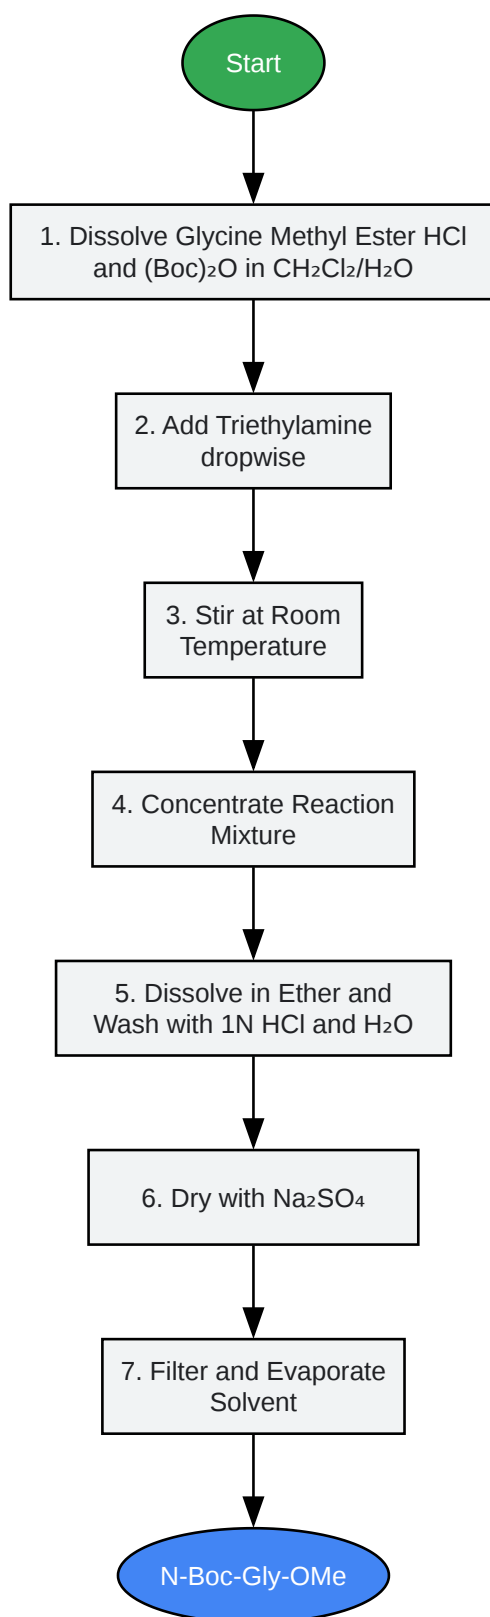 Start
1. Dissolve Glycine Methyl Ester HCl
and (Boc)₂O in CH₂Cl₂/H₂O
2. Add Triethylamine
dropwise
3. Stir at Room
Temperature
4. Concentrate Reaction
Mixture
5. Dissolve in Ether and
Wash with 1N HCl and H₂O
6. Dry with Na₂SO₄
7. Filter and Evaporate
Solvent
N-Boc-Gly-OMe